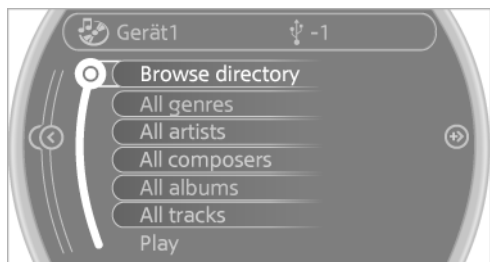 Gerät1 -1
Browse directory
All genres
All artists
All composers
All albums
All tracks
Play